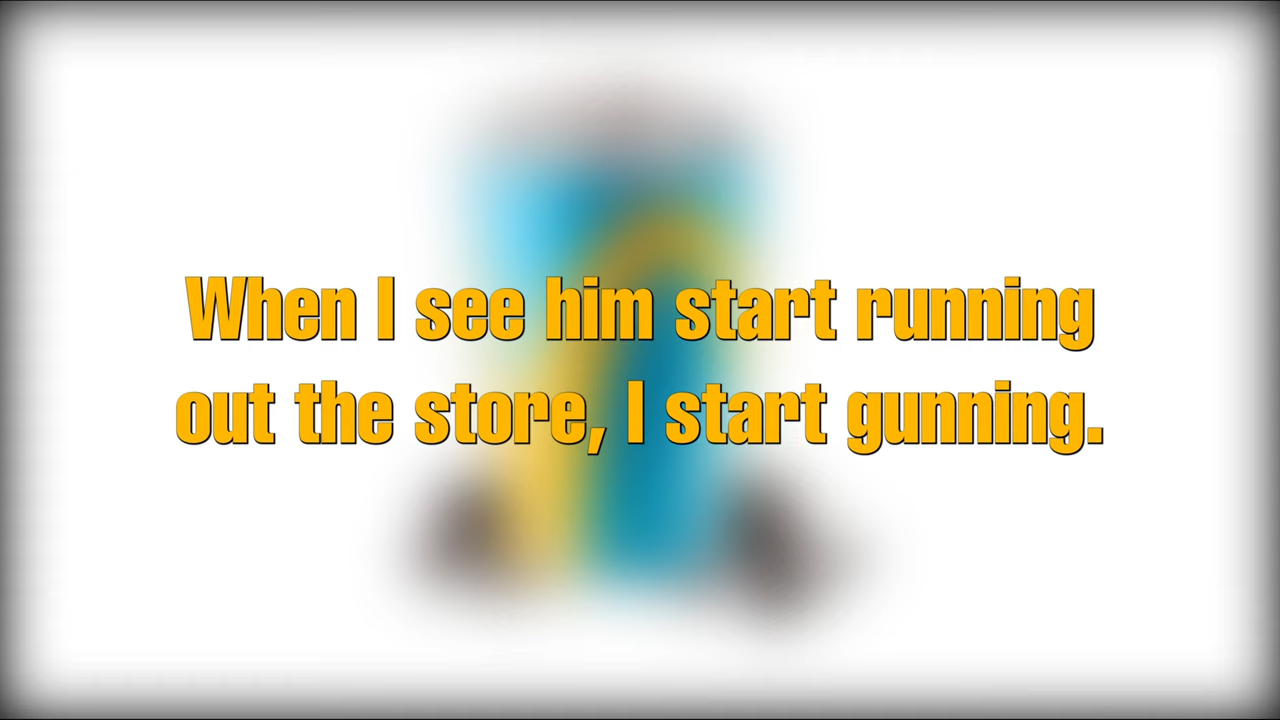 When I see him start running
out the store, I start gunning.